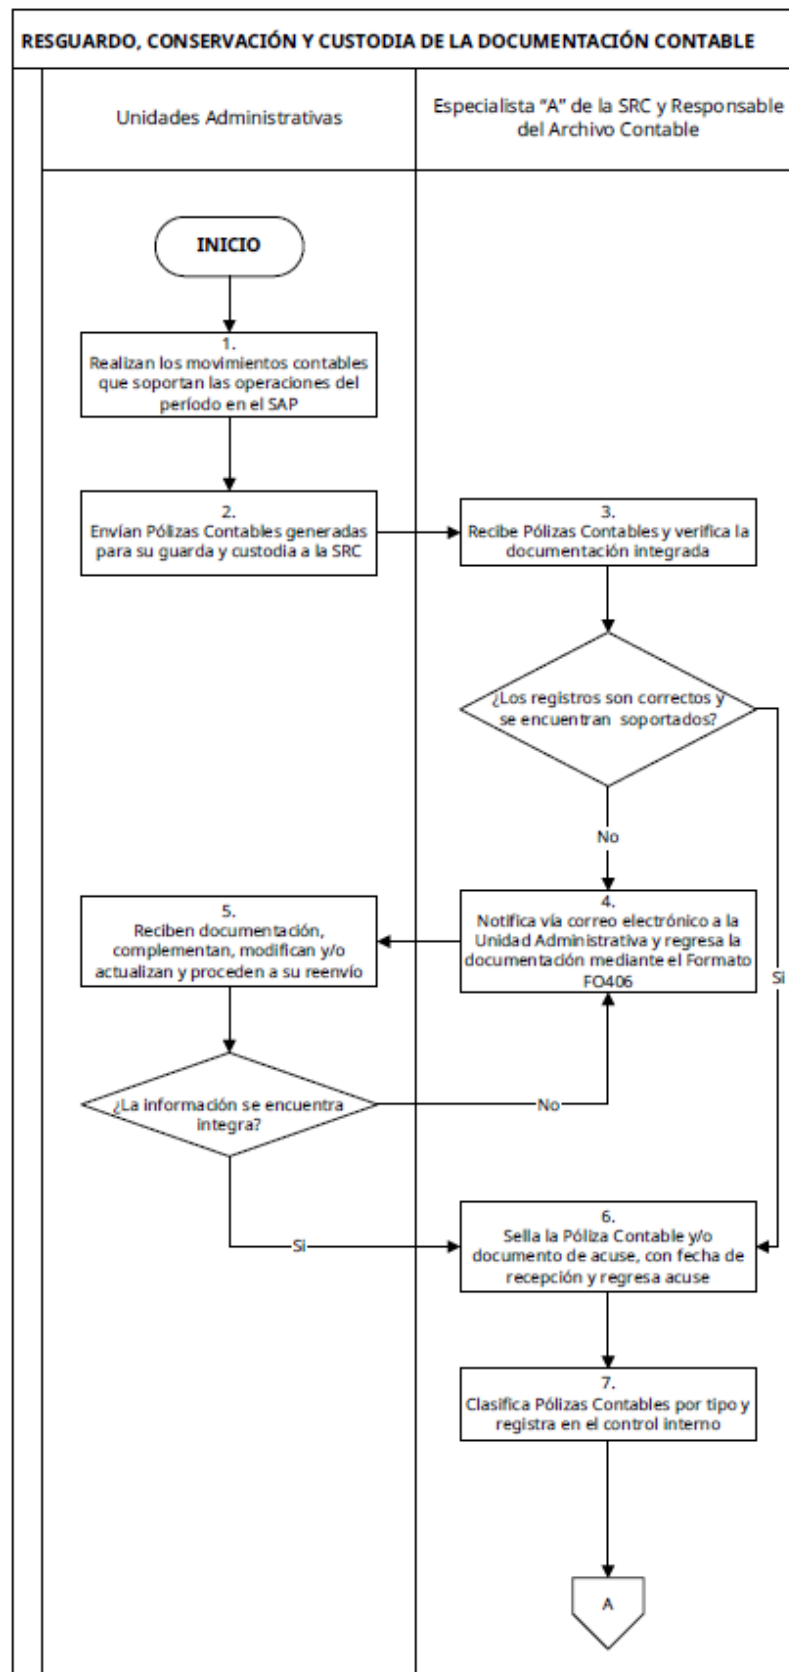 RESGUARDO, CONSERVACIÓN Y CUSTODIA DE LA DOCUMENTACIÓN CONTABLE
Unidades Administrativas
Especialista “A” de la SRC y Responsable
del Archivo Contable
INICIO
1.
Realizan los movimientos contables
que soportan las operaciones del
período en el SAP
2.
Envían Pólizas Contables generadas
para su guarda y custodia a la SRC
3.
Recibe Pólizas Contables y verifica la
documentación integrada
¿Los registros son correctos y
se encuentran soportados?
No
4.
Notifica vía correo electrónico a la
Unidad Administrativa y regresa la
documentación mediante el Formato
FO406
Si
5.
Reciben documentación,
complementan, modifican y/o
actualizan y proceden a su reenvío
¿La información se encuentra
integra?
No
Si
6.
Sella la Póliza Contable y/o
documento de acuse, con fecha de
recepción y regresa acuse
7.
Clasifica Pólizas Contables por tipo y
registra en el control interno
A